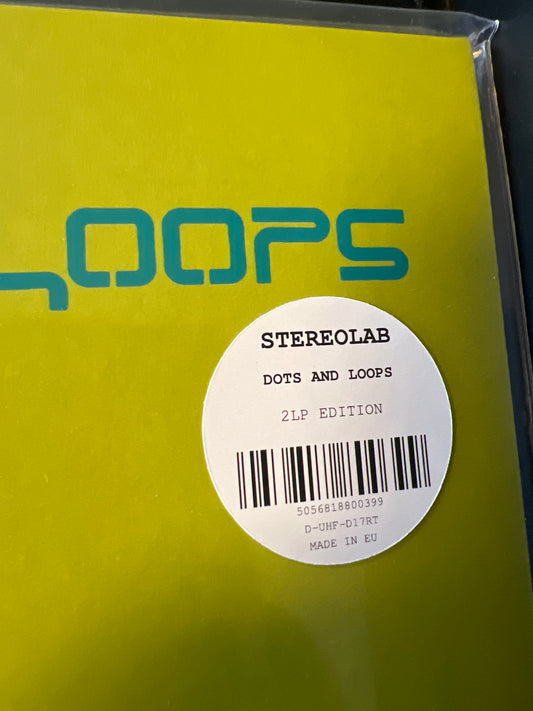 LOOPS
STEREOLAB
DOTS AND LOOPS
2LP EDITION
5056818800399
D-UHF-D17RT
MADE IN EU